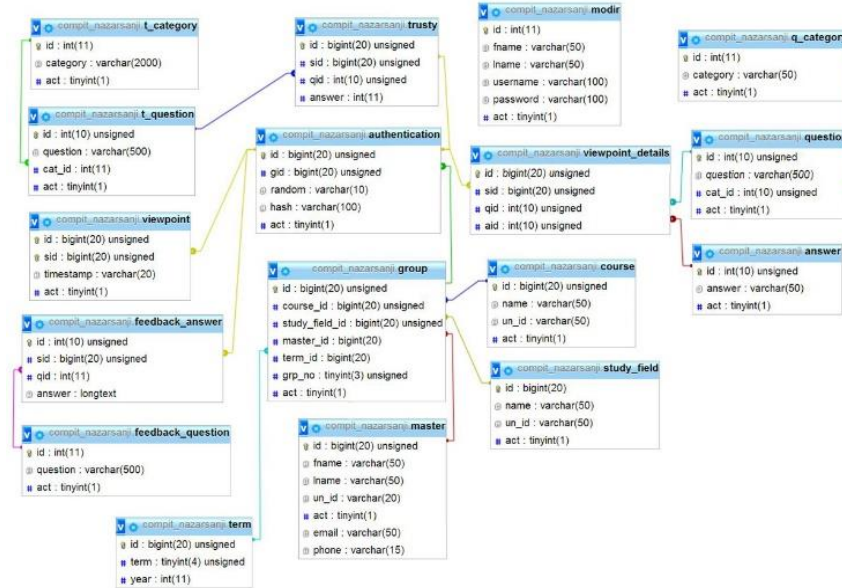 compit_nazarsanji.t_category
id : int(11)
category : varchar(2000)
act : tinyint(1)
compit_nazarsanji.trusty
id : bigint(20) unsigned
sid : bigint(20) unsigned
qid : int(10) unsigned
answer : int(11)
compit_nazarsanji.modir
id : int(11)
fname : varchar(50)
lname : varchar(50)
username : varchar(100)
password : varchar(100)
act : tinyint(1)
compit_nazarsanji.q_category
id : int(11)
category : varchar(50)
act : tinyint(1)
compit_nazarsanji.t_question
id : int(10) unsigned
question : varchar(500)
cat_id : int(11)
act : tinyint(1)
compit_nazarsanji.authentication
id : bigint(20) unsigned
gid : bigint(20) unsigned
random : varchar(10)
hash : varchar(100)
act : tinyint(1)
compit_nazarsanji.viewpoint_details
id : bigint(20) unsigned
sid : bigint(20) unsigned
qid : int(10) unsigned
aid : int(10) unsigned
compit_nazarsanji.question
id : int(10) unsigned
question : varchar(500)
cat_id : int(10) unsigned
act : tinyint(1)
compit_nazarsanji.viewpoint
id : bigint(20) unsigned
sid : bigint(20) unsigned
timestamp : varchar(20)
act : tinyint(1)
compit_nazarsanji.answer
id : int(10) unsigned
answer : varchar(50)
act : tinyint(1)
compit_nazarsanji.group
id : bigint(20) unsigned
course_id : bigint(20) unsigned
study_field_id : bigint(20) unsigned
master_id : bigint(20)
term_id : bigint(20)
grp_no : tinyint(3) unsigned
act : tinyint(1)
compit_nazarsanji.course
id : bigint(20) unsigned
name : varchar(50)
un_id : varchar(50)
act : tinyint(1)
compit_nazarsanji.feedback_answer
id : int(10) unsigned
sid : bigint(20) unsigned
qid : int(11)
answer : longtext
compit_nazarsanji.study_field
id : bigint(20)
name : varchar(50)
un_id : varchar(50)
act : tinyint(1)
compit_nazarsanji.feedback_question
id : int(11)
question : varchar(500)
act : tinyint(1)
compit_nazarsanji.master
id : bigint(20) unsigned
fname : varchar(50)
lname : varchar(50)
un_id : varchar(20)
act : tinyint(1)
email : varchar(50)
phone : varchar(15)
compit_nazarsanji.term
id : bigint(20) unsigned
term : tinyint(4) unsigned
year : int(11)